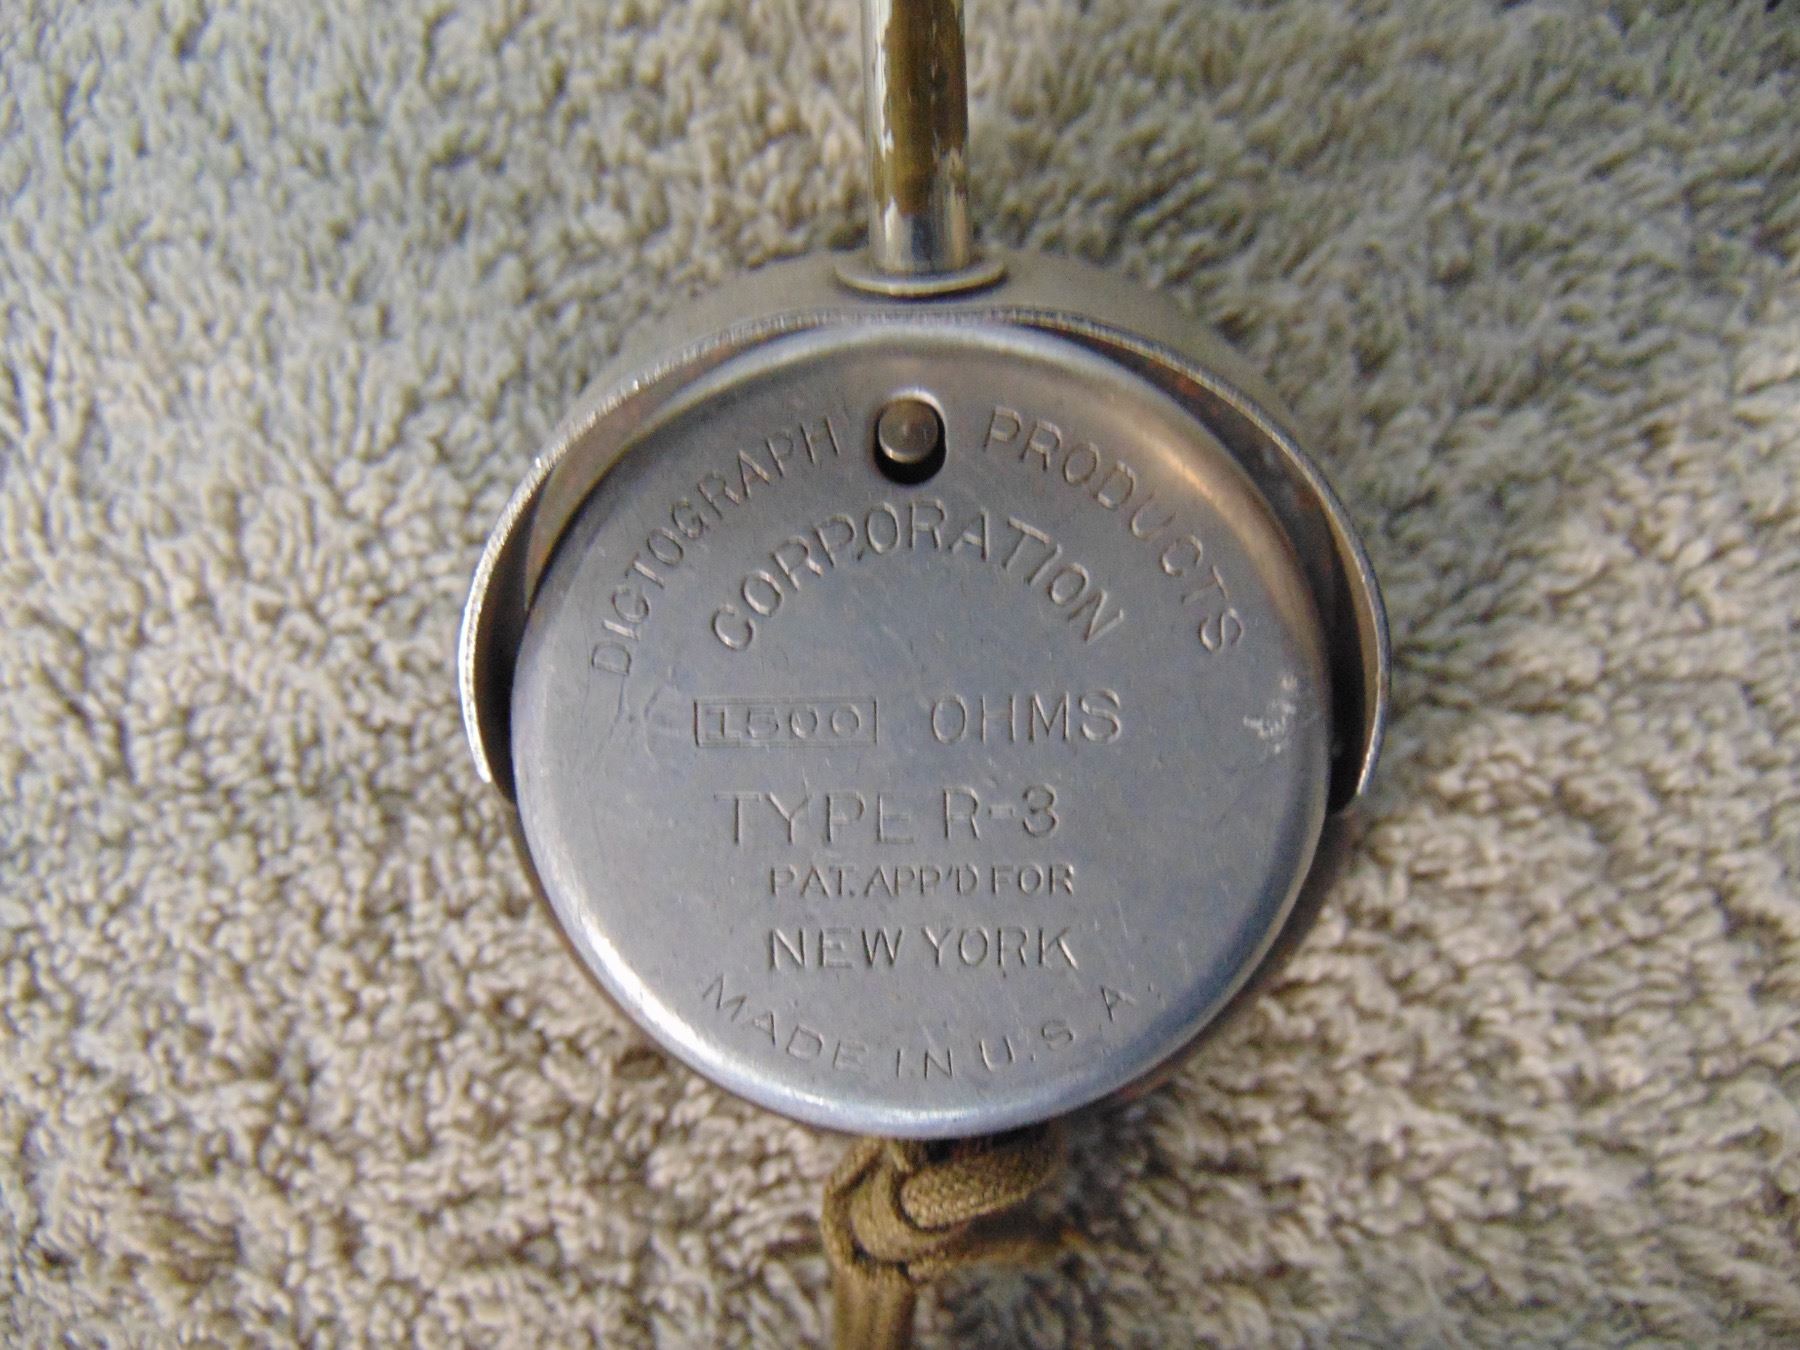 DICTOGRAPH PRODUCTS
CORPORATION
1500 OHMS
TYPE R-3
PAT. APP'D FOR
NEW YORK
MADE IN U.S.A.